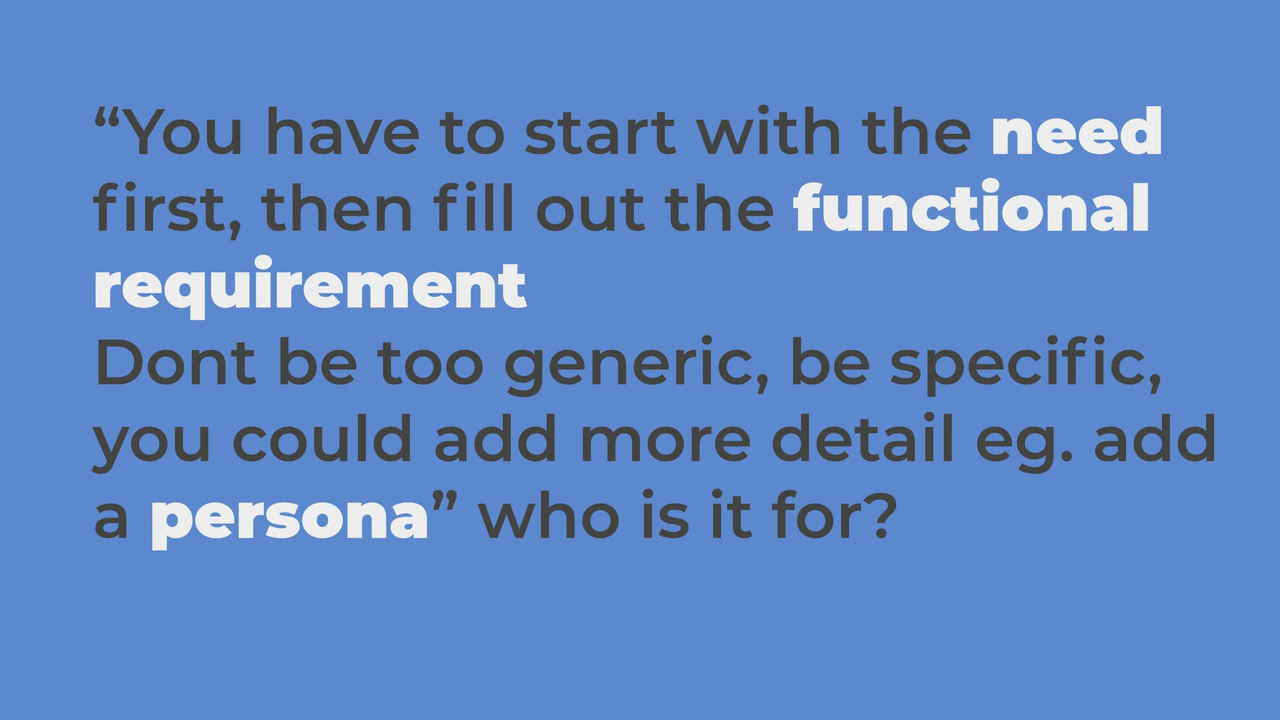 “You have to start with the need
first, then fill out the functional
requirement
Dont be too generic, be specific,
you could add more detail eg. add
a persona” who is it for?